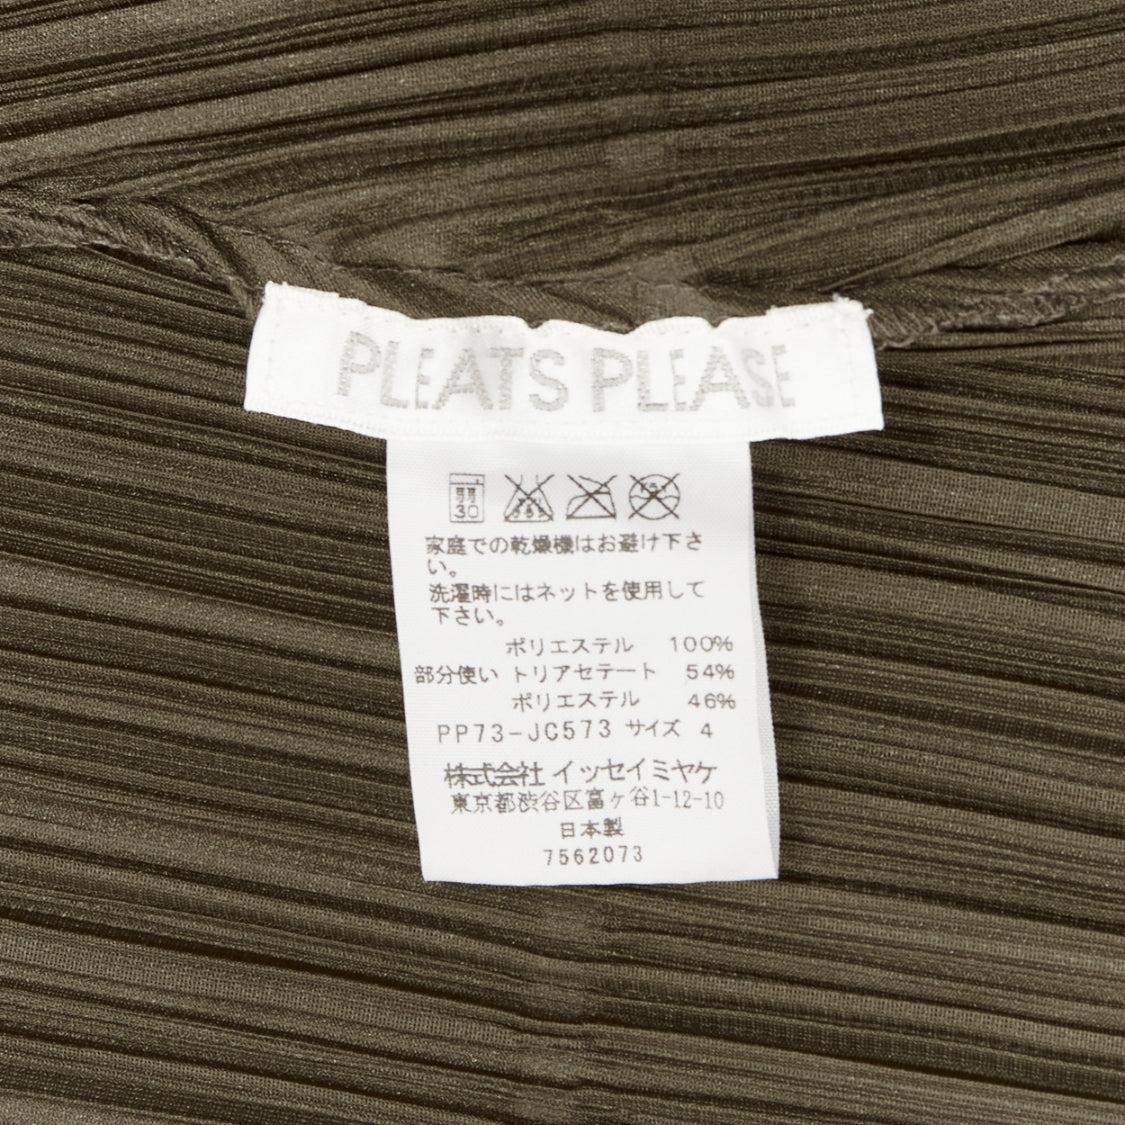 PLEATS PLEASE
弱
30
家庭での乾燥機はお避け下さ
い。
洗濯時にはネットを使用して
下さい。
ポリエステル 100%
部分使い トリアセテート 54%
ポリエステル 46%
PP73-JC573 サイズ 4
株式会社 イッセイミヤケ
東京都渋谷区富ヶ谷1-12-10
日本製
7562073